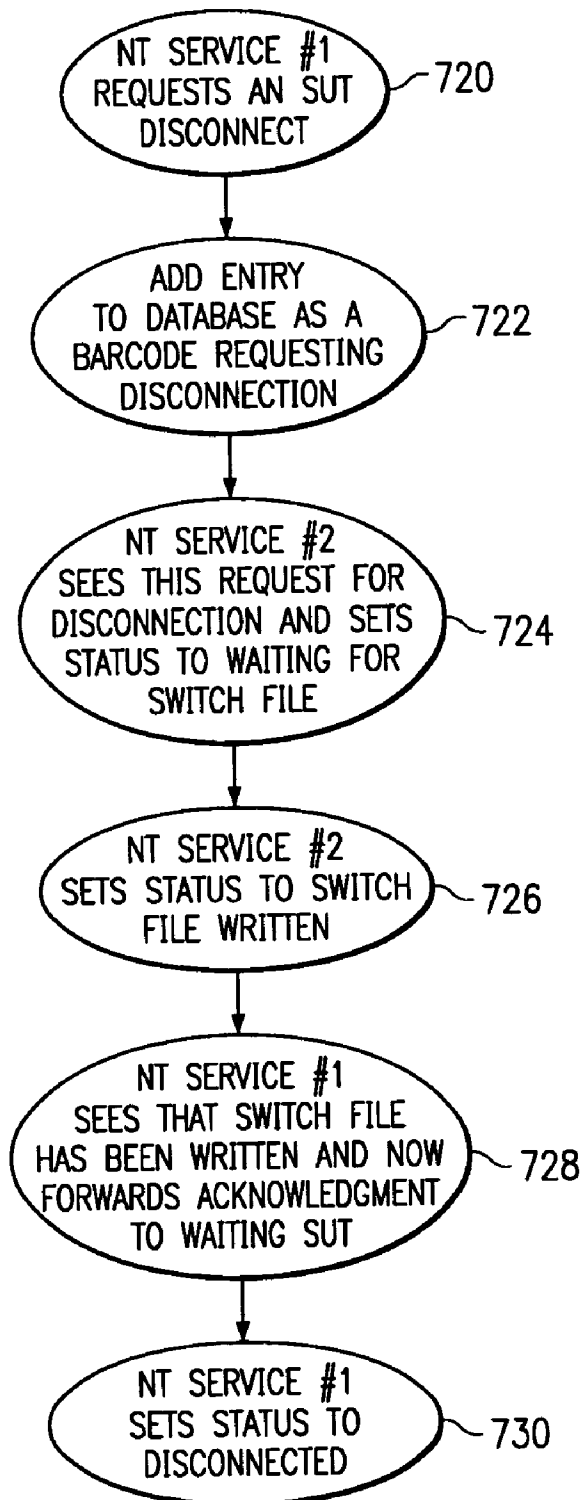 NT SERVICE #1
REQUESTS AN SUT
DISCONNECT
720
ADD ENTRY
TO DATABASE AS A
BARCODE REQUESTING
DISCONNECTION
722
NT SERVICE #2
SEES THIS REQUEST FOR
DISCONNECTION AND SETS
STATUS TO WAITING FOR
SWITCH FILE
724
NT SERVICE #2
SETS STATUS TO SWITCH
FILE WRITTEN
726
NT SERVICE #1
SEES THAT SWITCH FILE
HAS BEEN WRITTEN AND NOW
FORWARDS ACKNOWLEDGMENT
TO WAITING SUT
728
NT SERVICE #1
SETS STATUS TO
DISCONNECTED
730